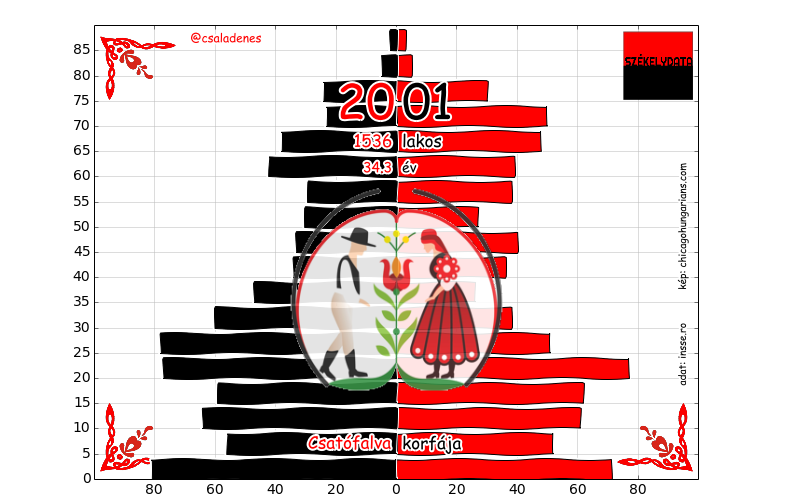 @csaladenes
SZÉKELYDATA
2001
1536 lakos
34.3 év
kép: chicagohungarians.com
adat: insse.ro
Csatófalva korfája
85
80
75
70
65
60
55
50
45
40
35
30
25
20
15
10
5
0
80 60 40 20 0 20 40 60 80